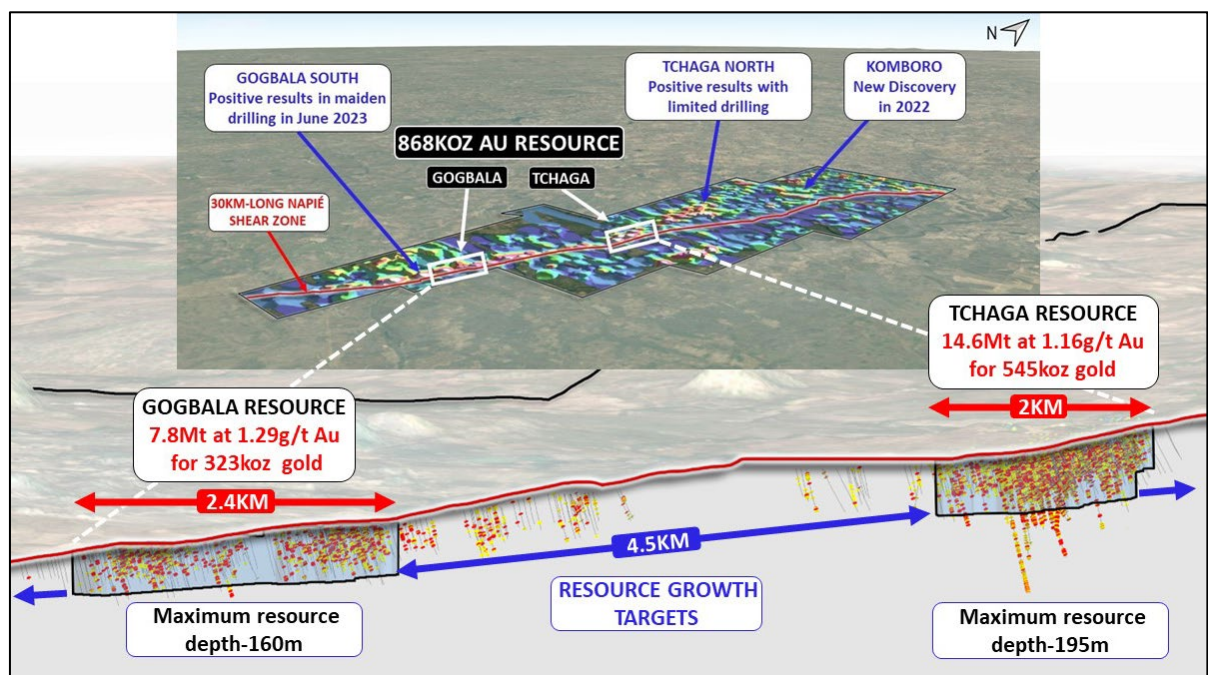 N
GOGBALA SOUTH
Positive results in maiden
drilling in June 2023
TCHAGA NORTH
Positive results with
limited drilling
KOMBORO
New Discovery
in 2022
868KOZ AU RESOURCE
GOGBALA
TCHAGA
30KM-LONG NAPIÉ
SHEAR ZONE
TCHAGA RESOURCE
14.6Mt at 1.16g/t Au
for 545koz gold
2KM
GOGBALA RESOURCE
7.8Mt at 1.29g/t Au
for 323koz gold
2.4KM
4.5KM
RESOURCE GROWTH
TARGETS
Maximum resource
depth-160m
Maximum resource
depth-195m